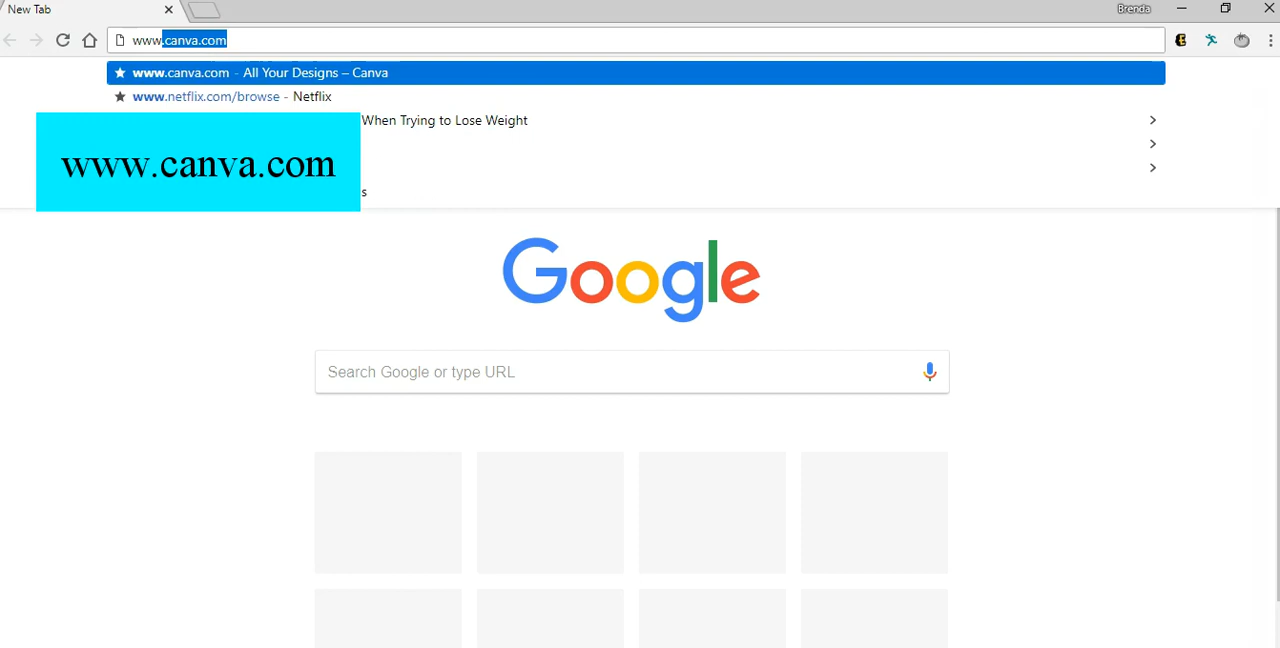 New Tab
Brenda
www.canva.com
www.canva.com - All Your Designs – Canva
www.netflix.com/browse - Netflix
When Trying to Lose Weight
www.canva.com
s
Google
Search Google or type URL